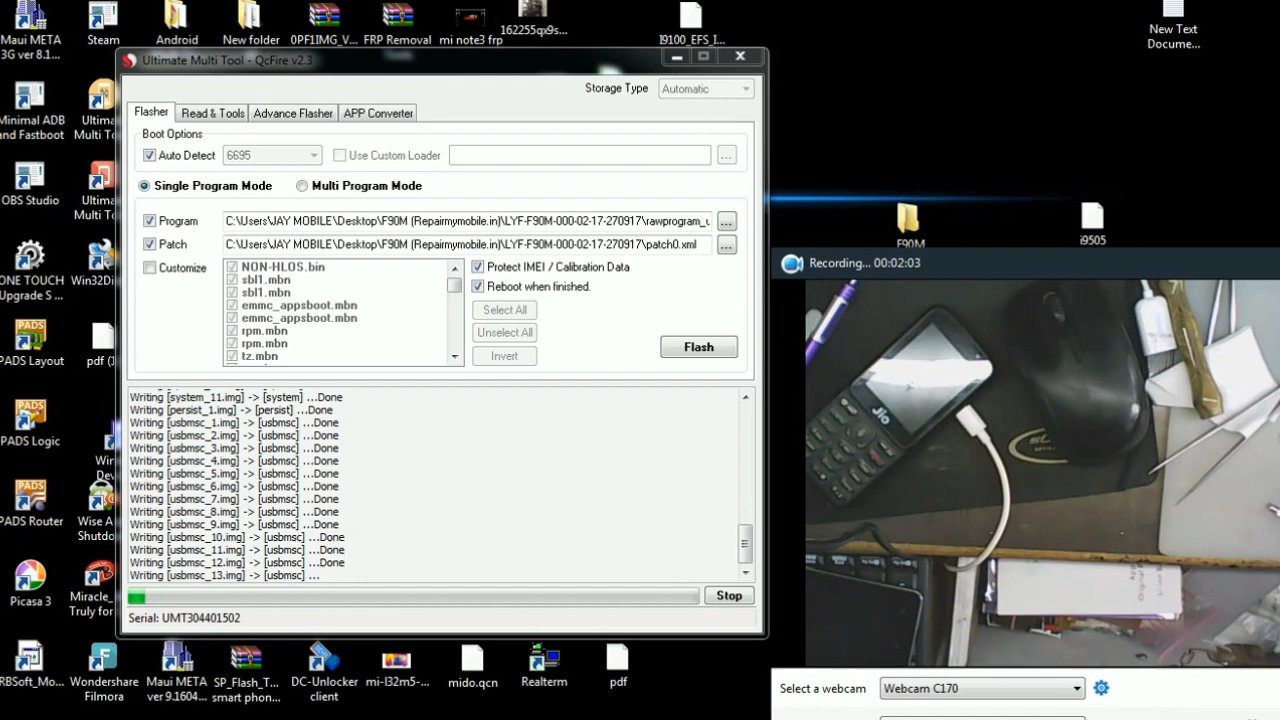 Maui META
3G ver 8.1...
Steam
Android
New folder
0PF1IMG_V...
FRP Removal
mi note3 frp
162255qx9s...
I9100_EFS_I...
New Text
Docume...
Ultimate Multi Tool - QcFire v2.3
Storage Type
Automatic
Flasher
Read & Tools
Advance Flasher
APP Converter
Boot Options
Auto Detect
6695
Use Custom Loader
...
Single Program Mode
Multi Program Mode
Program
C:\Users\JAY MOBILE\Desktop\F90M (Repairmymobile.in)\LYF-F90M-000-02-17-270917\rawprogram_u
...
Patch
C:\Users\JAY MOBILE\Desktop\F90M (Repairmymobile.in)\LYF-F90M-000-02-17-270917\patch0.xml
...
Customize
NON-HLOS.bin
sbl1.mbn
sbl1.mbn
emmc_appsboot.mbn
emmc_appsboot.mbn
rpm.mbn
rpm.mbn
tz.mbn
Protect IMEI / Calibration Data
Reboot when finished.
Select All
Unselect All
Invert
Flash
Writing [system_11.img] -> [system] ...Done
Writing [persist_1.img] -> [persist] ...Done
Writing [usbmsc_1.img] -> [usbmsc] ...Done
Writing [usbmsc_2.img] -> [usbmsc] ...Done
Writing [usbmsc_3.img] -> [usbmsc] ...Done
Writing [usbmsc_4.img] -> [usbmsc] ...Done
Writing [usbmsc_5.img] -> [usbmsc] ...Done
Writing [usbmsc_6.img] -> [usbmsc] ...Done
Writing [usbmsc_7.img] -> [usbmsc] ...Done
Writing [usbmsc_8.img] -> [usbmsc] ...Done
Writing [usbmsc_9.img] -> [usbmsc] ...Done
Writing [usbmsc_10.img] -> [usbmsc] ...Done
Writing [usbmsc_11.img] -> [usbmsc] ...Done
Writing [usbmsc_12.img] -> [usbmsc] ...Done
Writing [usbmsc_13.img] -> [usbmsc] ...
Stop
Serial: UMT304401502
Minimal ADB
and Fastboot
Ultima
Multi T
OBS Studio
Ultima
Multi T
ONE TOUCH
Upgrade S ...
Win32Di
PADS Layout
pdf (1
PADS Logic
Win
Dev
PADS Router
Wise A
Shutdo
Picasa 3
Miracle_
Truly for
RBSoft_Mo...
Wondershare
Filmora
Maui META
ver 9.1604...
SP_Flash_T...
smart phon...
DC-Unlocker
client
mi-l32m5-...
mido.qcn
Realterm
pdf
F90M
i9505
Recording... 00:02:03
Jio
Select a webcam
Webcam C170